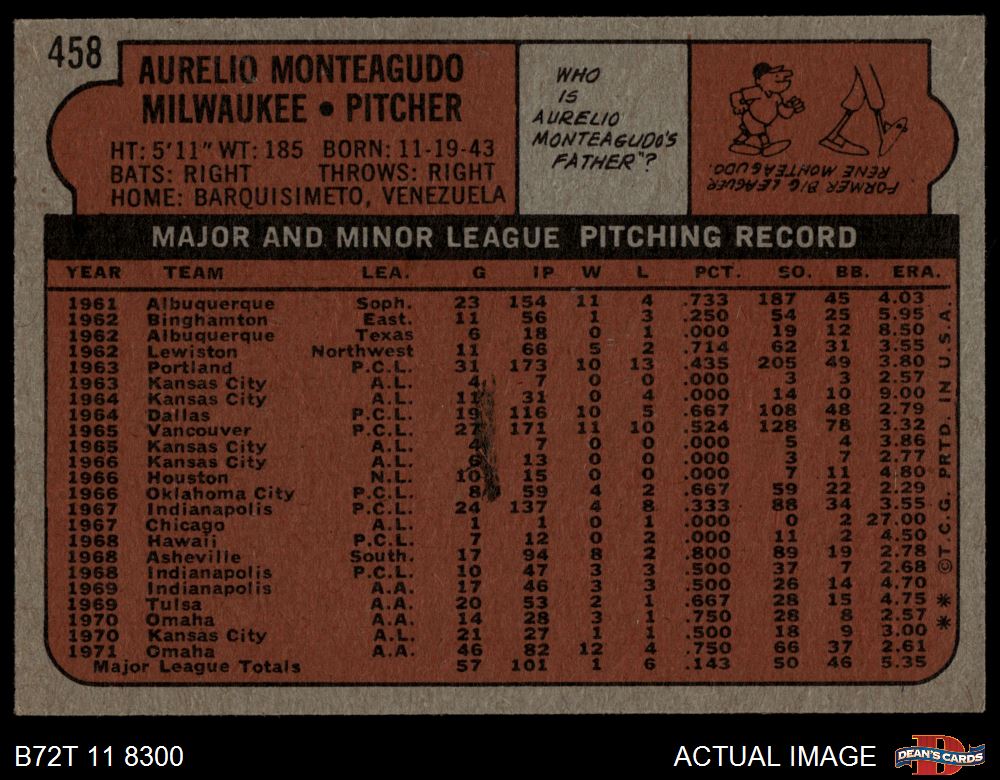 458
AURELIO MONTEAGUDO
MILWAUKEE • PITCHER
HT: 5'11" WT: 185 BORN: 11-19-43
BATS: RIGHT THROWS: RIGHT
HOME: BARQUISIMETO, VENEZUELA
WHO
IS
AURELIO
MONTEAGUDO'S
FATHER"?
FORMER BIG LEAGUER
RENE MONTEAGUDO.
MAJOR AND MINOR LEAGUE PITCHING RECORD
YEAR TEAM LEA. G IP W L PCT. SO. BB. ERA.
1961 Albuquerque Soph. 23 154 11 4 .733 187 45 4.03
1962 Binghamton East. 11 56 1 3 .250 54 25 5.95
1962 Albuquerque Texas 6 18 0 1 .000 19 12 8.50
1962 Lewiston Northwest 11 66 5 2 .714 62 31 3.55
1963 Portland P.C.L. 31 173 10 13 .435 205 49 3.80
1963 Kansas City A.L. 4 7 0 0 .000 3 3 2.57
1964 Kansas City A.L. 11 31 0 4 .000 14 10 9.00
1964 Dallas P.C.L. 19 116 10 5 .667 108 48 2.79
1965 Vancouver P.C.L. 27 171 11 10 .524 128 78 3.32
1965 Kansas City A.L. 4 7 0 0 .000 5 4 3.86
1966 Kansas City A.L. 6 13 0 0 .000 3 7 2.77
1966 Houston N.L. 10 15 0 0 .000 7 11 4.80
1966 Oklahoma City P.C.L. 8 59 4 2 .667 59 22 2.29
1967 Indianapolis P.C.L. 24 137 4 8 .333 88 34 3.55
1967 Chicago A.L. 1 1 0 1 .000 0 2 27.00
1968 Hawaii P.C.L. 7 12 0 2 .000 11 2 4.50
1968 Asheville South. 17 94 8 2 .800 89 19 2.78
1968 Indianapolis P.C.L. 10 47 3 3 .500 37 7 2.68
1969 Indianapolis A.A. 17 46 3 3 .500 26 14 4.70
1969 Tulsa A.A. 20 53 2 1 .667 28 15 4.75
1970 Omaha A.A. 14 28 3 1 .750 28 8 2.57
1970 Kansas City A.L. 21 27 1 1 .500 18 9 3.00
1971 Omaha A.A. 46 82 12 4 .750 66 37 2.61
Major League Totals 57 101 1 6 .143 50 46 5.35
* * ©T.C.G. PRTD. IN U.S.A.
B72T 11 8300
ACTUAL IMAGE
D
DEAN'S CARDS